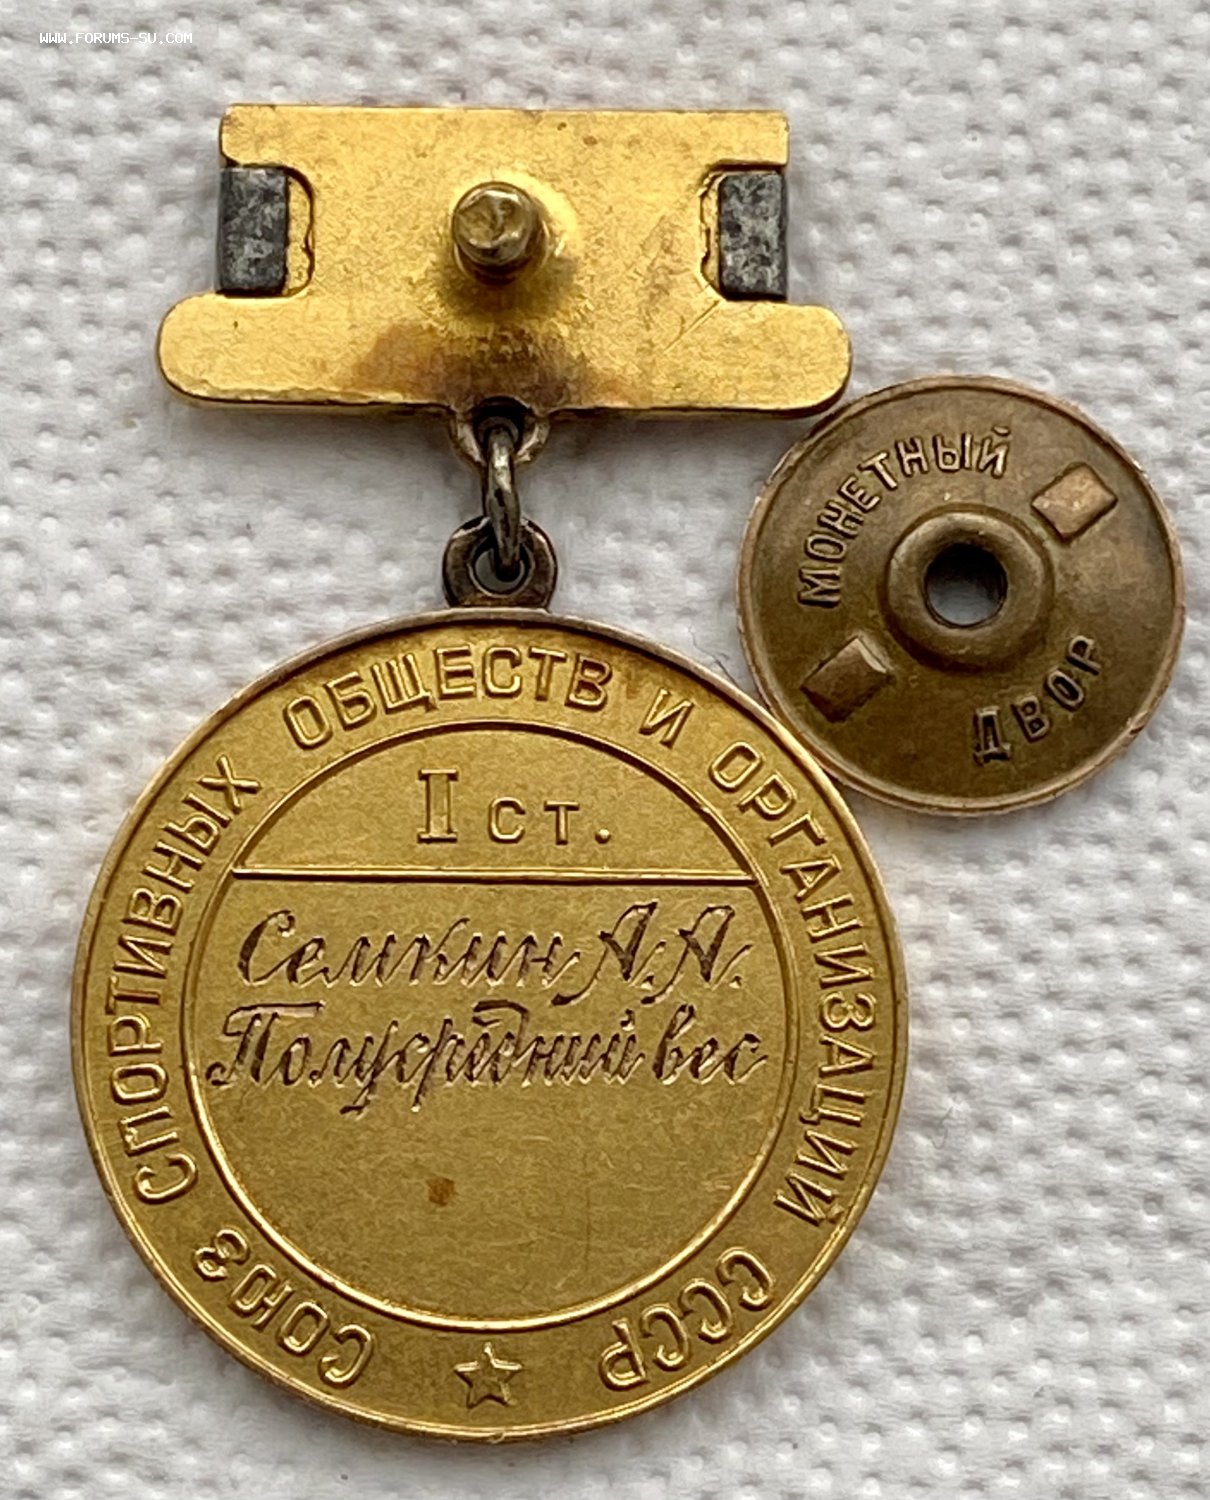 WWW.FORUMS-SU.COM
МОНЕТНЫЙ
ДВОР
СОЮЗ СПОРТИВНЫХ ОБЩЕСТВ И ОРГАНИЗАЦИЙ СССР
I СТ.
Семкин А.А.
Полусредний вес